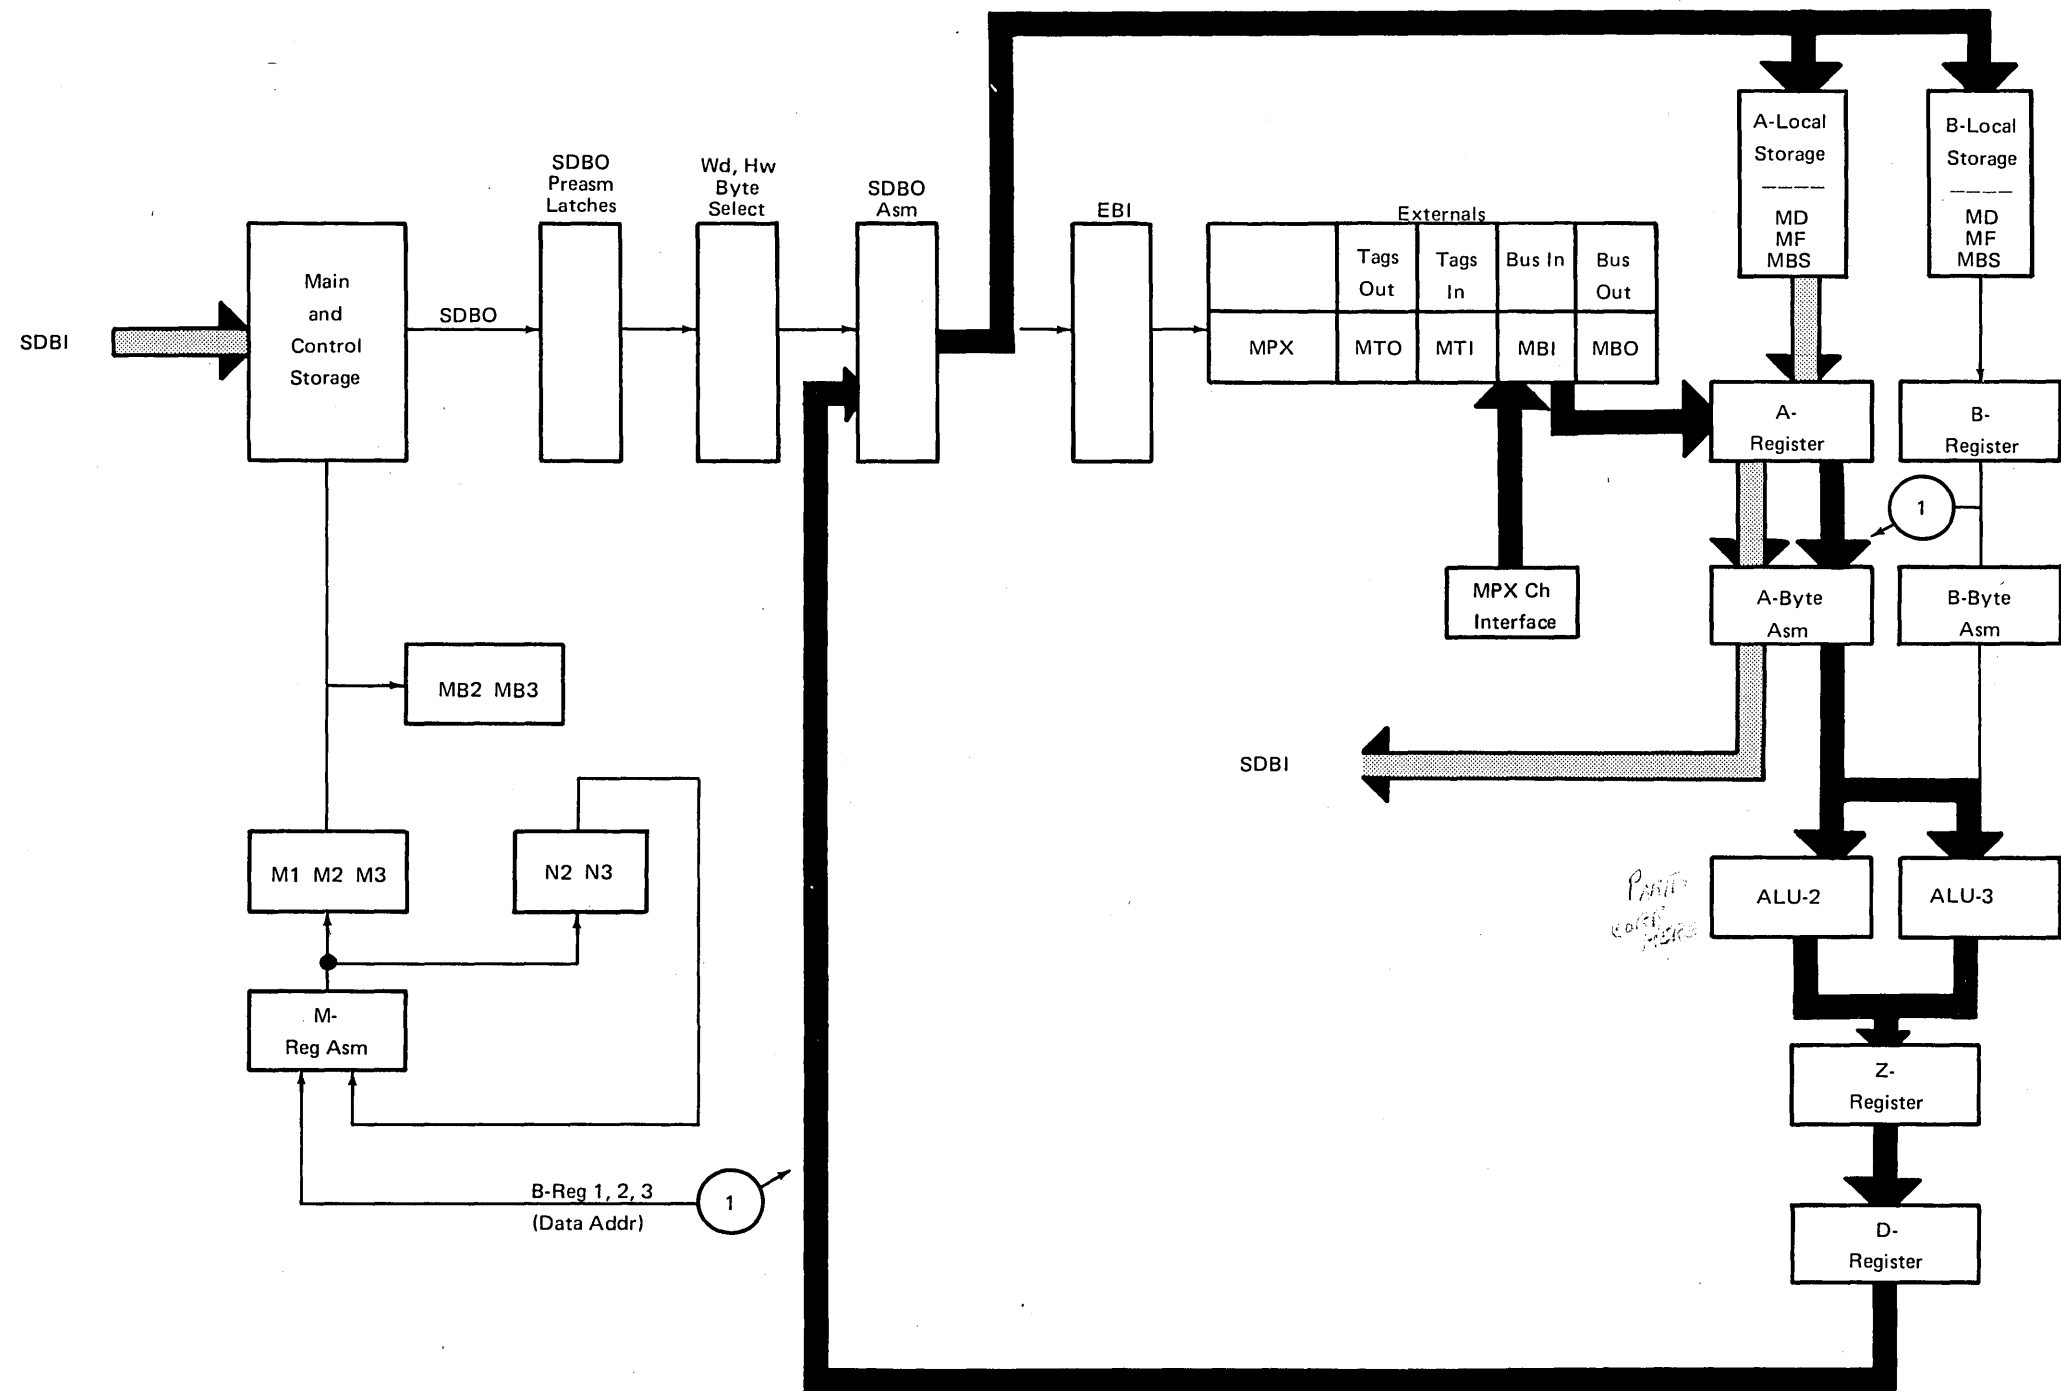 SDBI
Main
and
Control
Storage
SDBO
SDBO
Preasm
Latches
Wd, Hw
Byte
Select
SDBO
Asm
EBI
Externals
Tags
Out
Tags
In
Bus In
Bus
Out
MPX
MTO
MTI
MBI
MBO
A-Local
Storage
----
MD
MF
MBS
B-Local
Storage
----
MD
MF
MBS
A-
Register
B-
Register
1
MPX Ch
Interface
A-Byte
Asm
B-Byte
Asm
MB2 MB3
SDBI
M1 M2 M3
N2 N3
ALU-2
ALU-3
M-
Reg Asm
Z-
Register
B-Reg 1, 2, 3
(Data Addr)
1
D-
Register